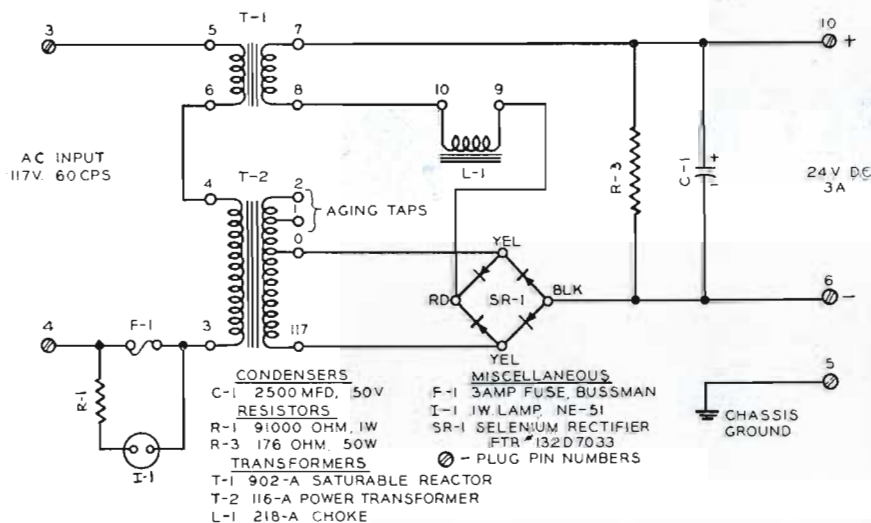 T-1
3 5 7 10 +
6 8 10 9
L-1
AC INPUT
117V. 60CPS
T-2
4 2
1
0
AGING TAPS
R-3
C-1
+
-
24V DC
3A
YEL
RD SR-1 BLK
6 -
F-1
4 3 117
YEL
5
R-1
I-1
CHASSIS
GROUND
CONDENSERS
C-1 2500 MFD, 50V
RESISTORS
R-1 91000 OHM, 1W
R-3 176 OHM, 50W
TRANSFORMERS
T-1 902-A SATURABLE REACTOR
T-2 116-A POWER TRANSFORMER
L-1 218-A CHOKE
MISCELLANEOUS
F-1 3AMP FUSE, BUSSMAN
I-1 1W. LAMP, NE-51
SR-1 SELENIUM RECTIFIER
FTR #132D7033
- PLUG PIN NUMBERS